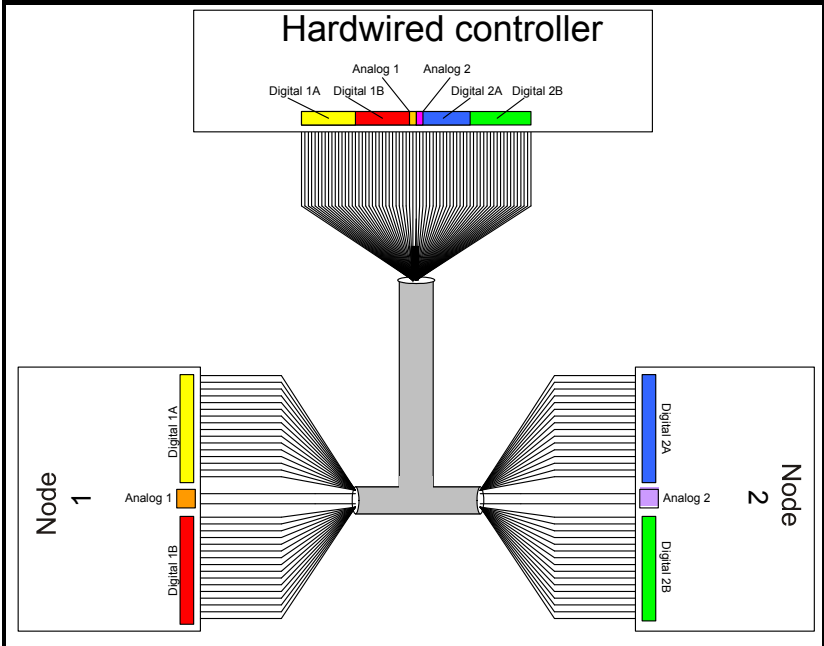 Hardwired controller
Analog 1
Analog 2
Digital 1A
Digital 1B
Digital 2A
Digital 2B
Node
1
Digital 1A
Analog 1
Digital 1B
Digital 2A
Analog 2
Digital 2B
Node
2